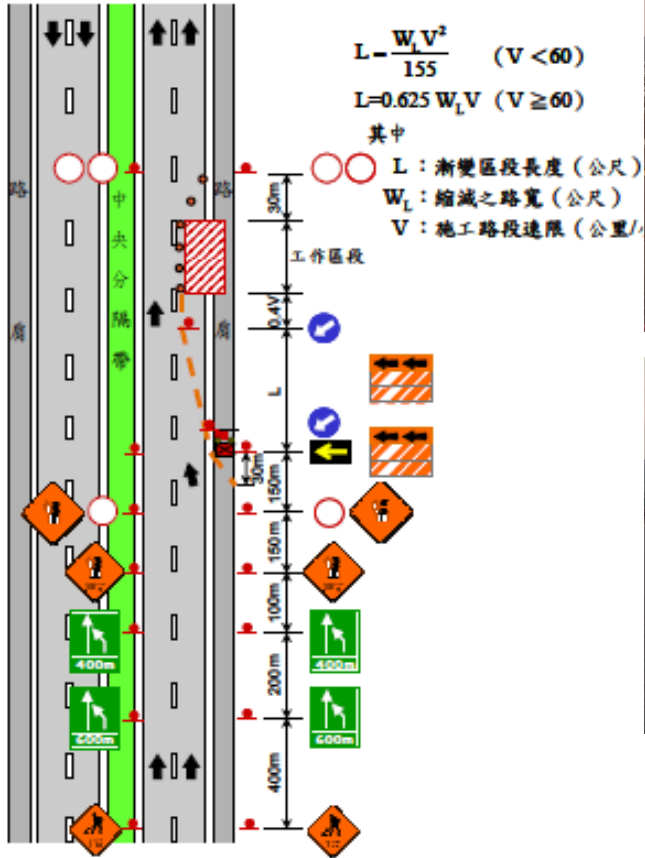 L=W_L V²/155 (V <60)
L=0.625 W_L V (V ≧60)
其中
L：漸變區段長度（公尺）
W_L：縮減之路寬（公尺）
V：施工路段速限（公里/
路
肩
中
央
分
隔
帶
路
肩
30m
工作區段
0.4V
L
30m
150m
150m
100m
400m
400m
200m
600m
600m
400m